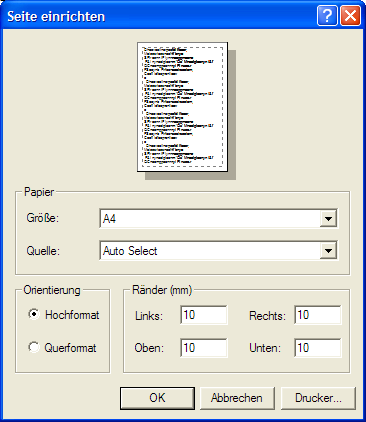 Seite einrichten
Papier
Größe: A4
Quelle: Auto Select
Orientierung
Hochformat
Querformat
Ränder (mm)
Links: 10 Rechts: 10
Oben: 10 Unten: 10
OK Abbrechen Drucker...